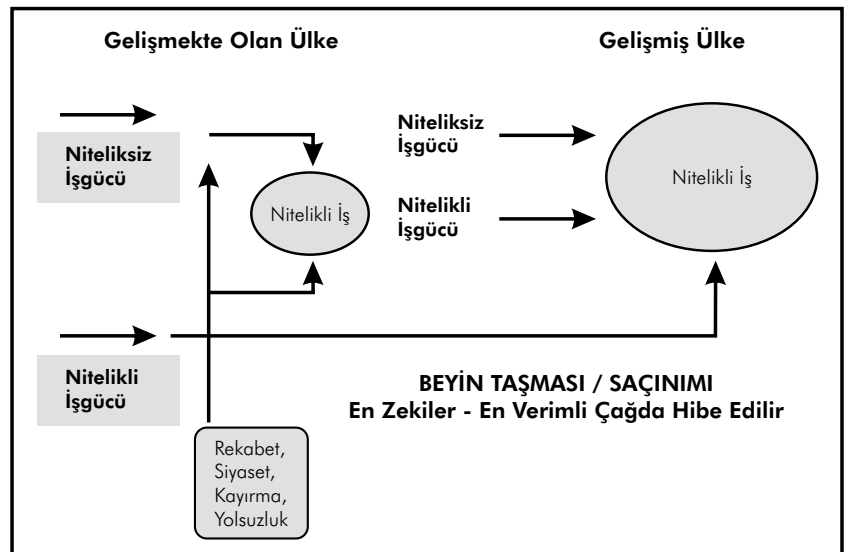 Gelişmekte Olan Ülke
Gelişmiş Ülke
Niteliksiz
İşgücü
Nitelikli İş
Niteliksiz
İşgücü
Nitelikli
İşgücü
Nitelikli İş
Nitelikli
İşgücü
BEYİN TAŞMASI / SAÇINIMI
En Zekiler - En Verimli Çağda Hibe Edilir
Rekabet,
Siyaset,
Kayırma,
Yolsuzluk